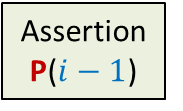 Assertion
P(i − 1)